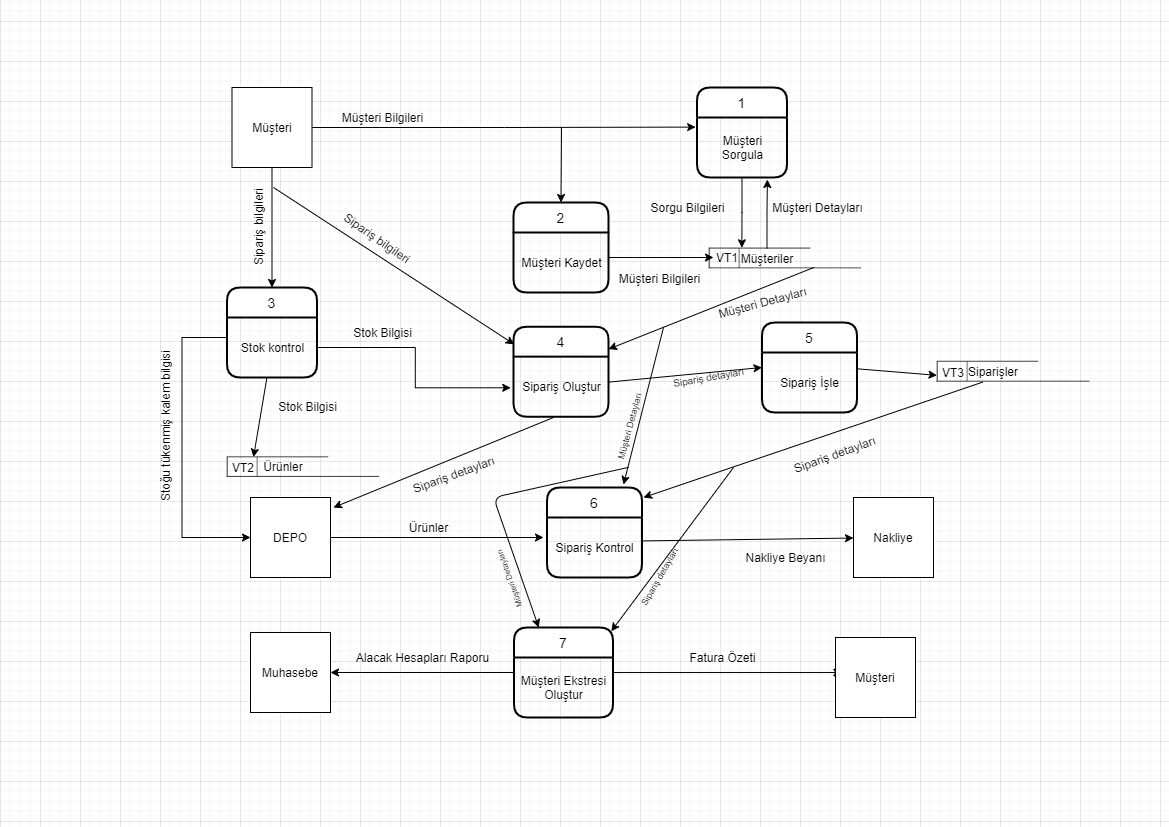 Müşteri
Müşteri Bilgileri
1
Müşteri
Sorgula
Sipariş bilgileri
Sipariş bilgileri
2
Müşteri Kaydet
Müşteri Bilgileri
Sorgu Bilgileri
Müşteri Detayları
VT1
Müşteriler
Müşteri Detayları
3
Stok kontrol
Stok Bilgisi
4
Sipariş Oluştur
Sipariş detayları
5
Sipariş İşle
VT3
Siparişler
Stoğu tükenmiş kalem bilgisi
Stok Bilgisi
VT2
Ürünler
Sipariş detayları
Müşteri Detayları
Sipariş detayları
DEPO
Ürünler
6
Sipariş Kontrol
Nakliye Beyanı
Nakliye
Müşteri Detayları
Sipariş detayları
Muhasebe
Alacak Hesapları Raporu
7
Müşteri Ekstresi
Oluştur
Fatura Özeti
Müşteri